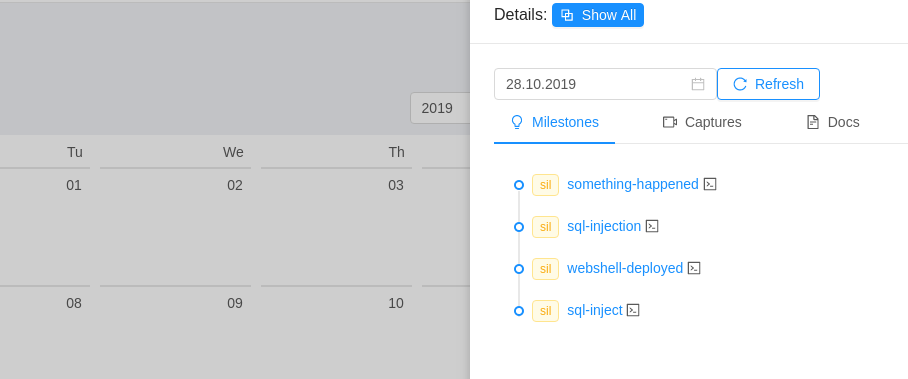 Details: Show All
28.10.2019 Refresh
2019
Milestones Captures Docs
Tu We Th
01 02 03
08 09 10
sil something-happened
sil sql-injection
sil webshell-deployed
sil sql-inject